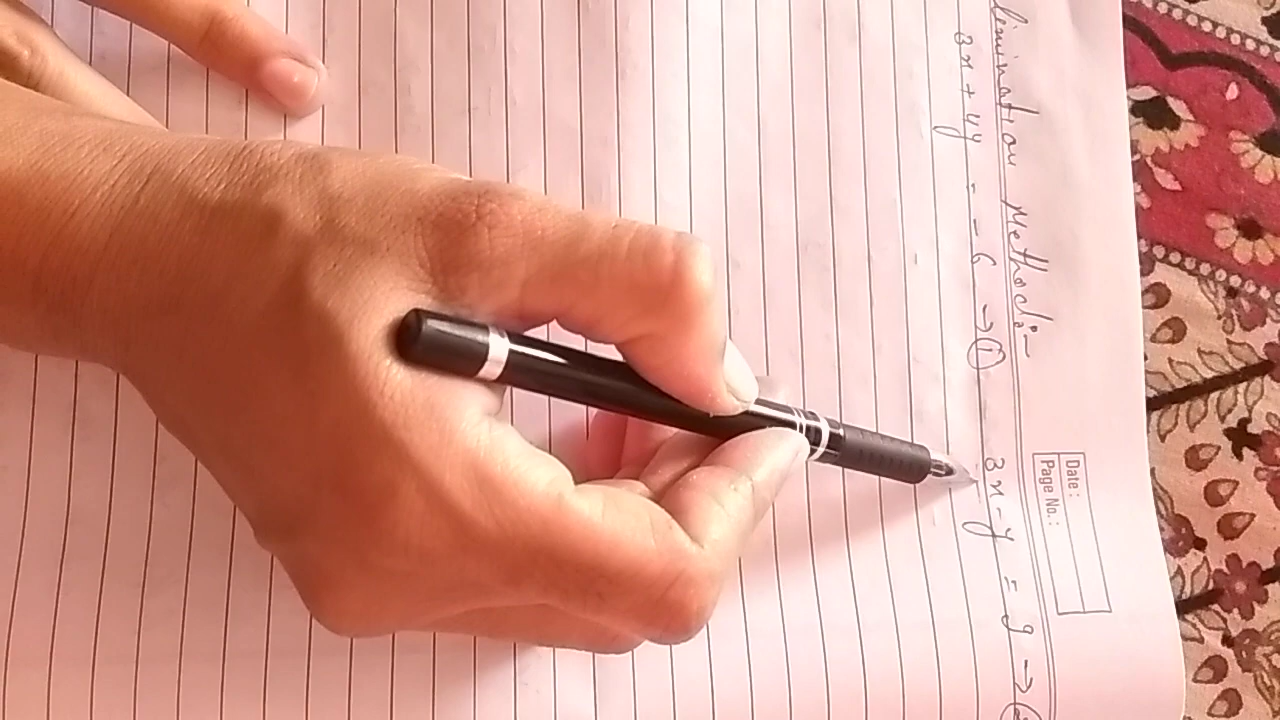 Date :
Page No. :
limination Method:-
3x + 4y = - 6 → ① 3x - y = 9 →